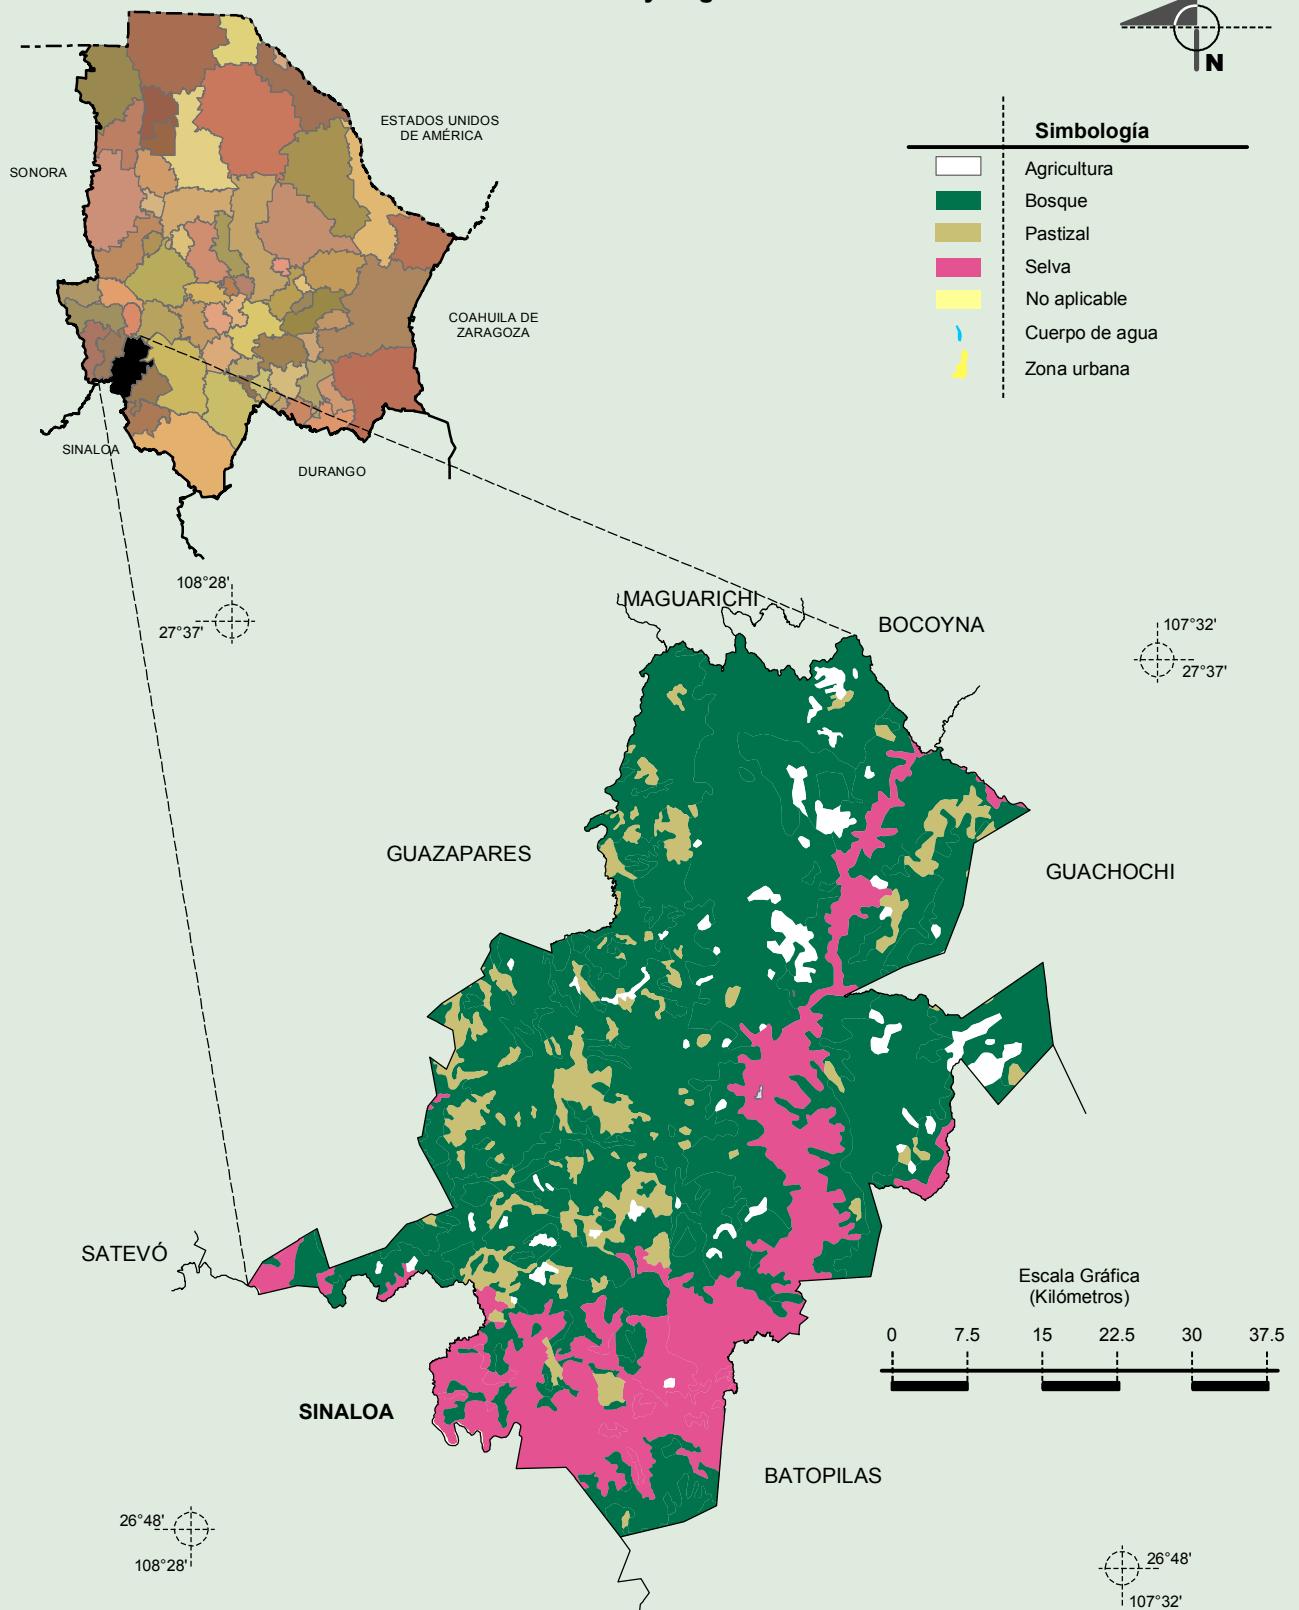 N
ESTADOS UNIDOS
DE AMÉRICA
SONORA
COAHUILA DE
ZARAGOZA
SINALOA
DURANGO
Simbología
Agricultura
Bosque
Pastizal
Selva
No aplicable
Cuerpo de agua
Zona urbana
108°28'
27°37'
MAGUARICHI
BOCOYNA
107°32'
27°37'
GUAZAPARES
GUACHOCHI
SATEVÓ
Escala Gráfica
(Kilómetros)
0 7.5 15 22.5 30 37.5
SINALOA
BATOPILAS
26°48'
108°28'
26°48'
107°32'